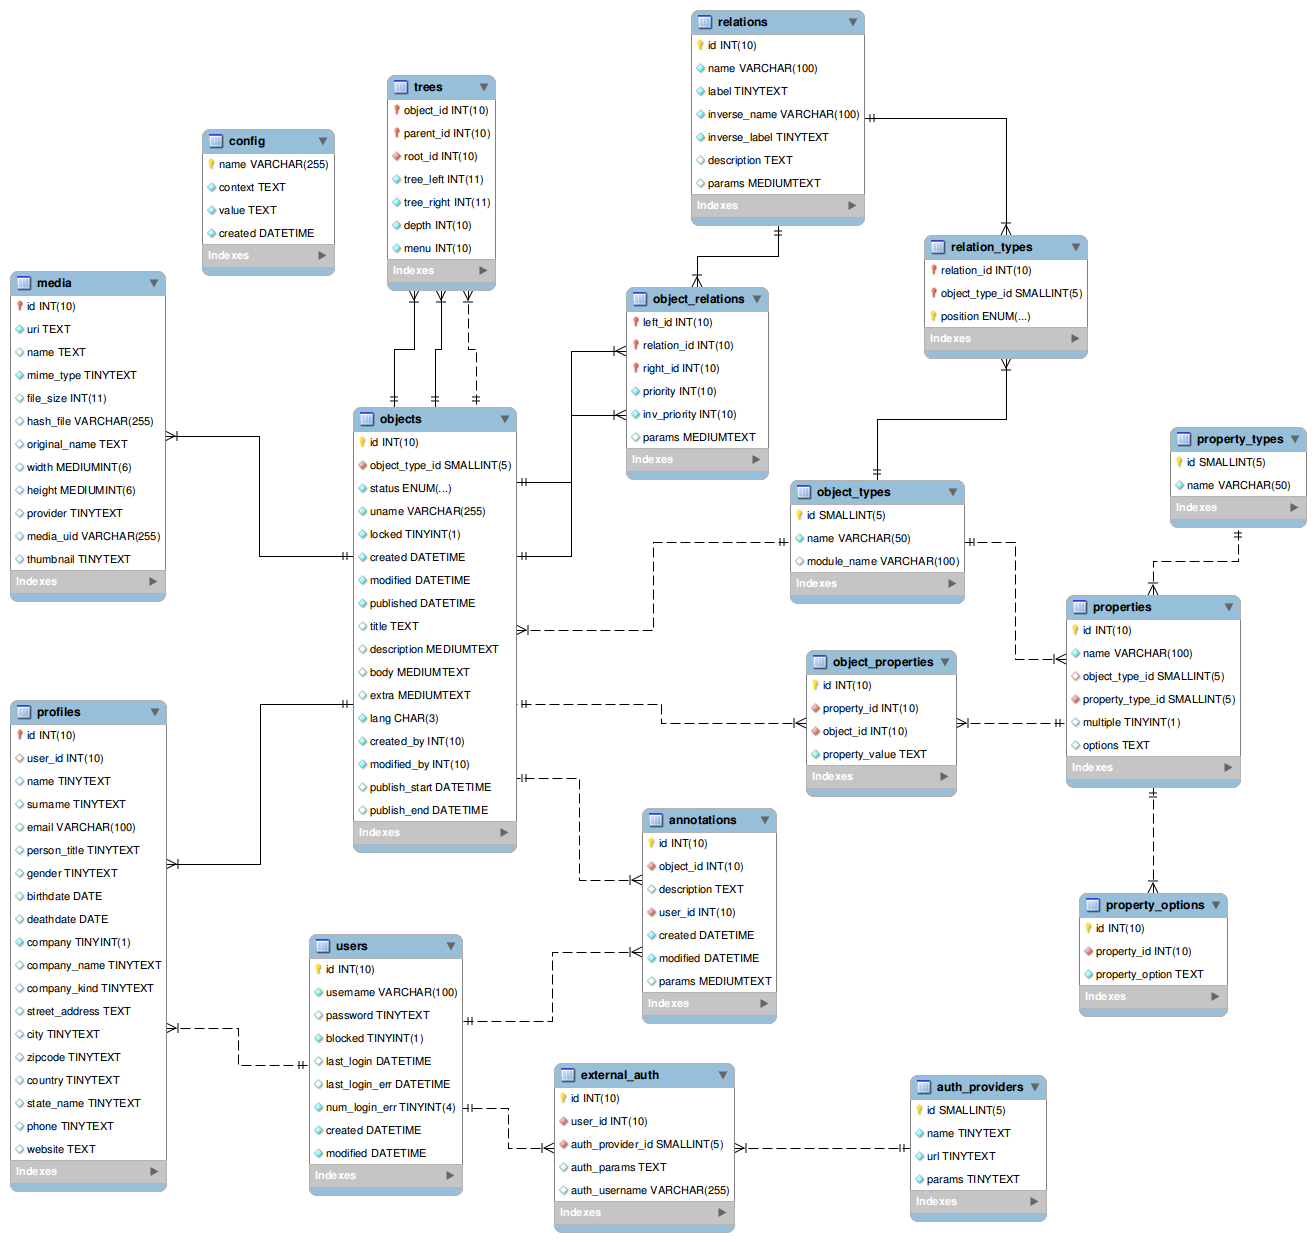 relations
id INT(10)
name VARCHAR(100)
label TINYTEXT
inverse_name VARCHAR(100)
inverse_label TINYTEXT
description TEXT
params MEDIUMTEXT
Indexes
trees
object_id INT(10)
parent_id INT(10)
root_id INT(10)
tree_left INT(11)
tree_right INT(11)
depth INT(10)
menu INT(10)
Indexes
config
name VARCHAR(255)
context TEXT
value TEXT
created DATETIME
Indexes
relation_types
relation_id INT(10)
object_type_id SMALLINT(5)
position ENUM(...)
Indexes
media
id INT(10)
uri TEXT
name TEXT
mime_type TINYTEXT
file_size INT(11)
hash_file VARCHAR(255)
original_name TEXT
width MEDIUMINT(6)
height MEDIUMINT(6)
provider TINYTEXT
media_uid VARCHAR(255)
thumbnail TINYTEXT
Indexes
object_relations
left_id INT(10)
relation_id INT(10)
right_id INT(10)
priority INT(10)
inv_priority INT(10)
params MEDIUMTEXT
Indexes
objects
id INT(10)
object_type_id SMALLINT(5)
status ENUM(...)
uname VARCHAR(255)
locked TINYINT(1)
created DATETIME
modified DATETIME
published DATETIME
title TEXT
description MEDIUMTEXT
body MEDIUMTEXT
extra MEDIUMTEXT
lang CHAR(3)
created_by INT(10)
modified_by INT(10)
publish_start DATETIME
publish_end DATETIME
Indexes
property_types
id SMALLINT(5)
name VARCHAR(50)
Indexes
object_types
id SMALLINT(5)
name VARCHAR(50)
module_name VARCHAR(100)
Indexes
properties
id INT(10)
name VARCHAR(100)
object_type_id SMALLINT(5)
property_type_id SMALLINT(5)
multiple TINYINT(1)
options TEXT
Indexes
object_properties
id INT(10)
property_id INT(10)
object_id INT(10)
property_value TEXT
Indexes
profiles
id INT(10)
user_id INT(10)
name TINYTEXT
surname TINYTEXT
email VARCHAR(100)
person_title TINYTEXT
gender TINYTEXT
birthdate DATE
deathdate DATE
company TINYINT(1)
company_name TINYTEXT
company_kind TINYTEXT
street_address TEXT
city TINYTEXT
zipcode TINYTEXT
country TINYTEXT
state_name TINYTEXT
phone TINYTEXT
website TEXT
Indexes
annotations
id INT(10)
object_id INT(10)
description TEXT
user_id INT(10)
created DATETIME
modified DATETIME
params MEDIUMTEXT
Indexes
property_options
id INT(10)
property_id INT(10)
property_option TEXT
Indexes
users
id INT(10)
username VARCHAR(100)
password TINYTEXT
blocked TINYINT(1)
last_login DATETIME
last_login_err DATETIME
num_login_err TINYINT(4)
created DATETIME
modified DATETIME
Indexes
external_auth
id INT(10)
user_id INT(10)
auth_provider_id SMALLINT(5)
auth_params TEXT
auth_username VARCHAR(255)
Indexes
auth_providers
id SMALLINT(5)
name TINYTEXT
url TINYTEXT
params TINYTEXT
Indexes